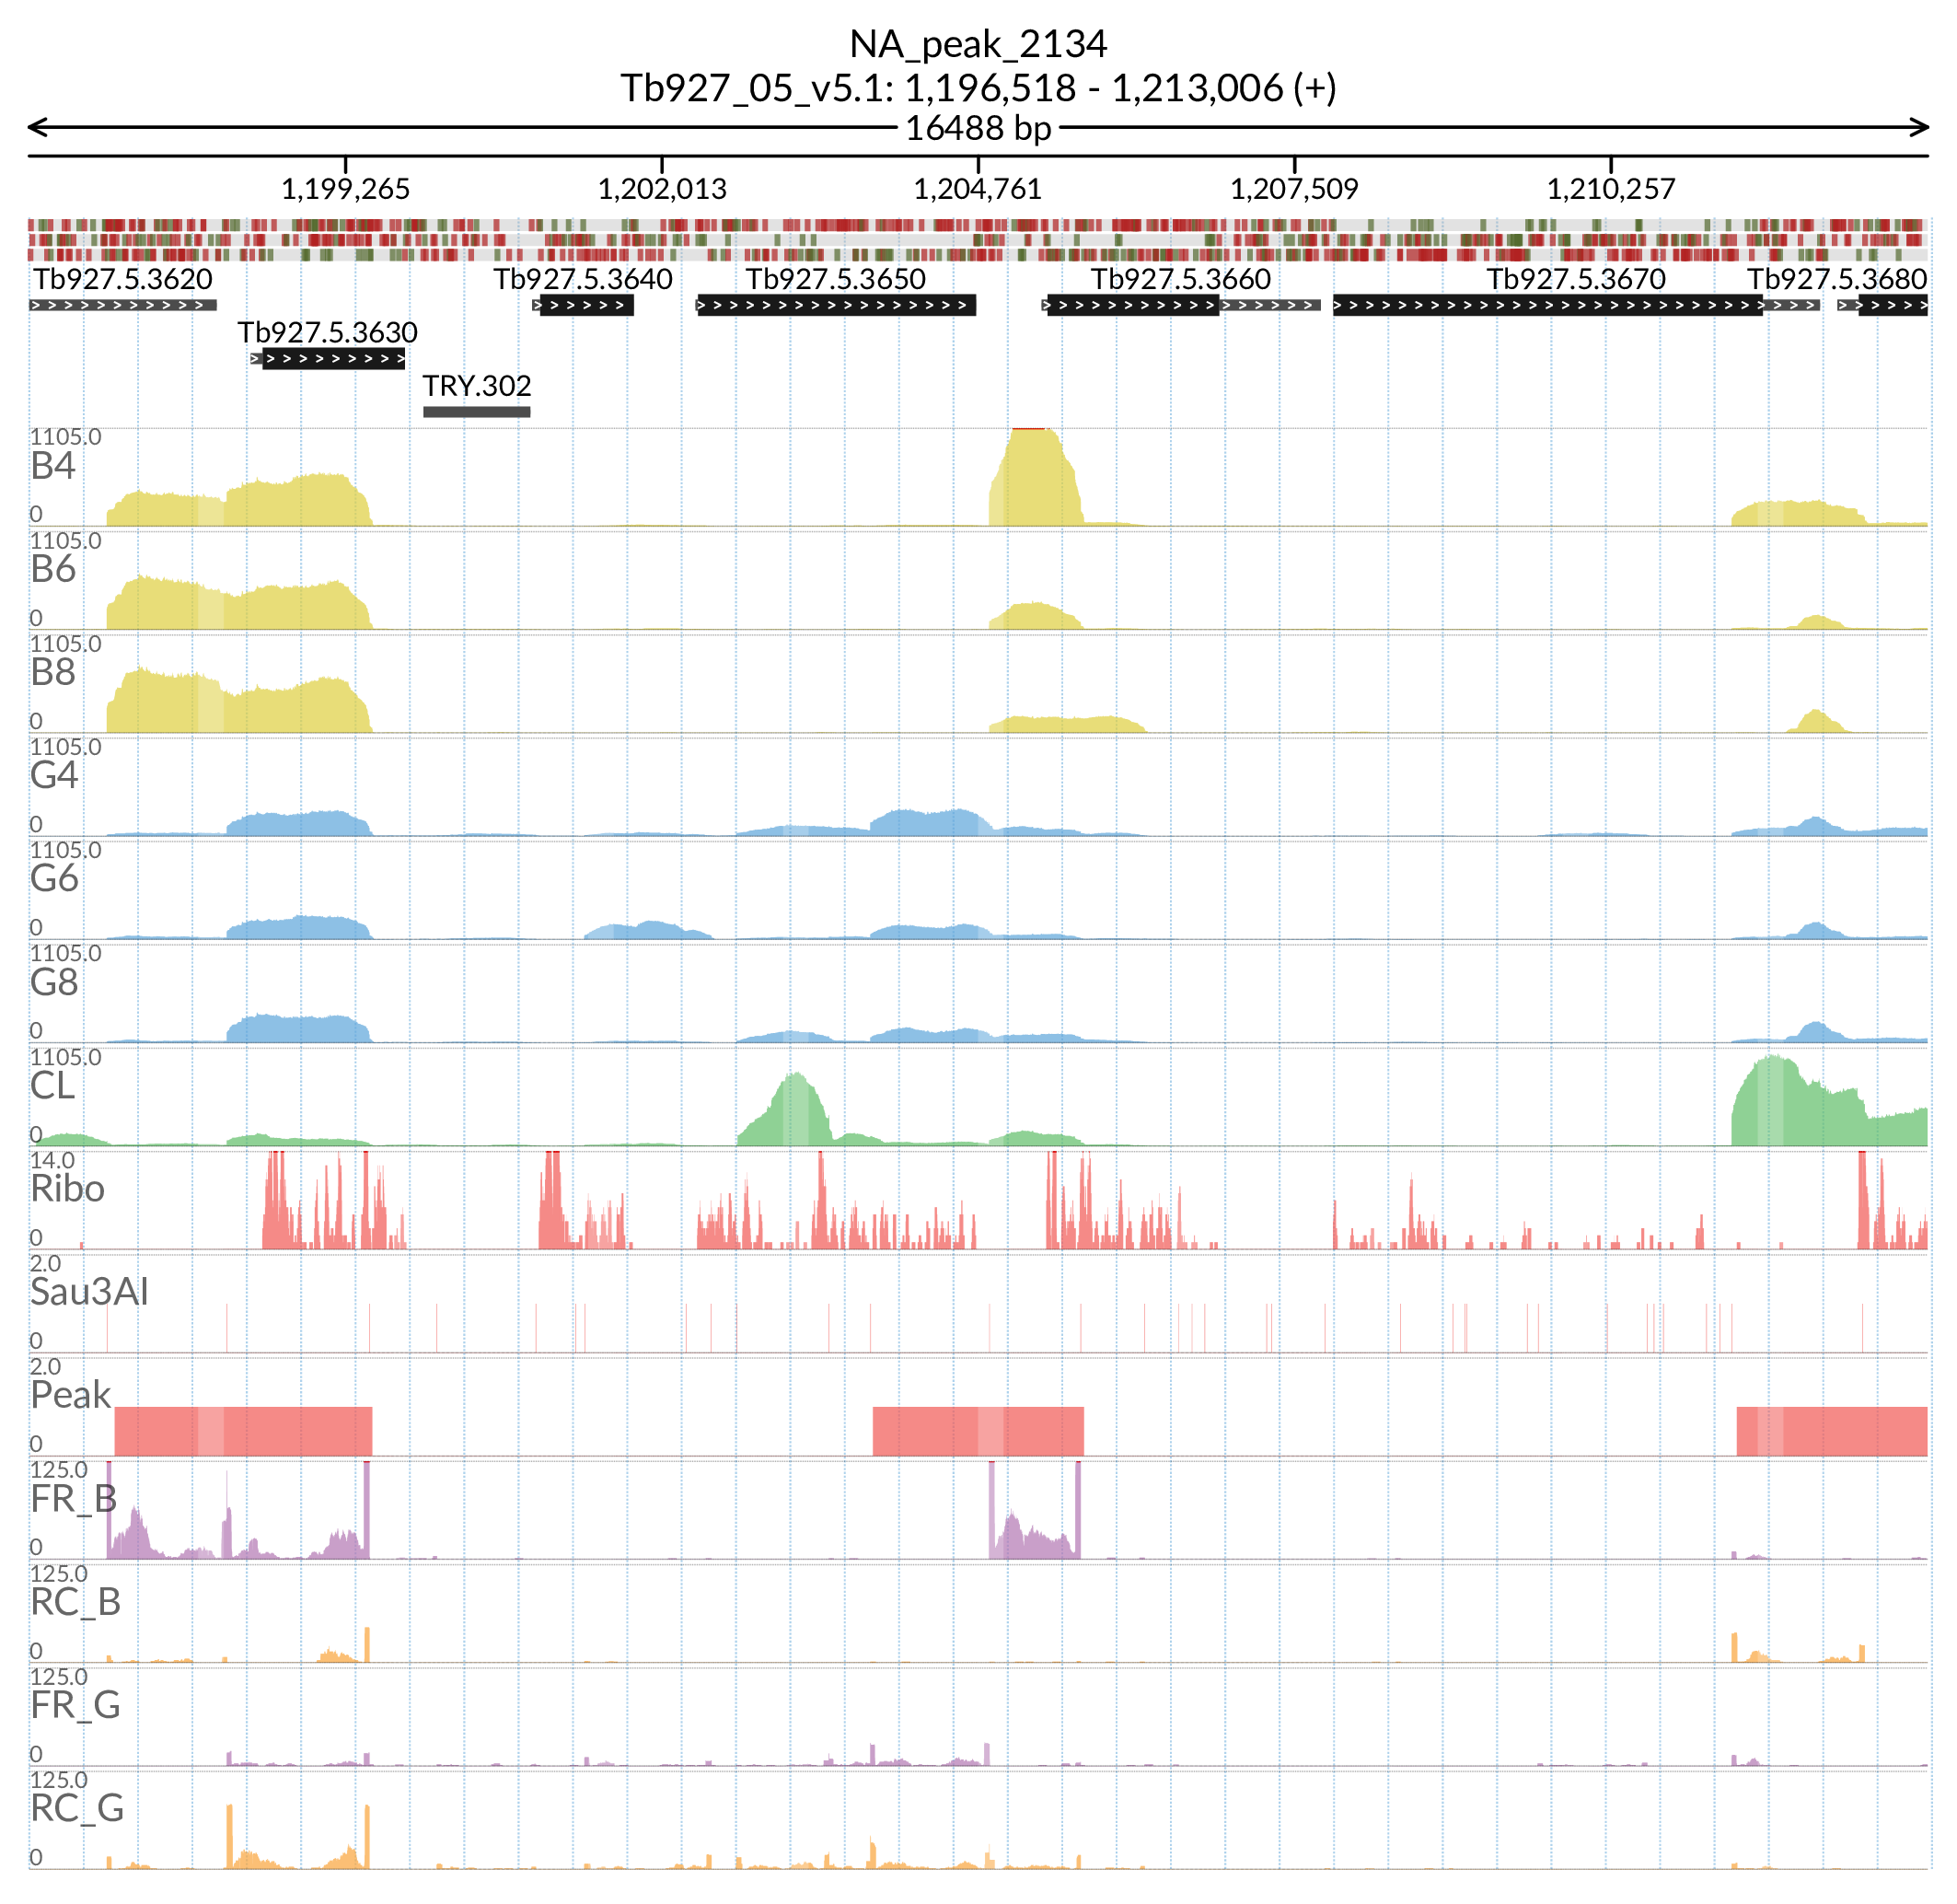 NA_peak_2134
Tb927_05_v5.1: 1,196,518 - 1,213,006 (+)
16488 bp
1,199,265 1,202,013 1,204,761 1,207,509 1,210,257
Tb927.5.3620 Tb927.5.3640 Tb927.5.3650 Tb927.5.3660 Tb927.5.3670 Tb927.5.3680
Tb927.5.3630
TRY.302
1105.0
B4
0
1105.0
B6
0
1105.0
B8
0
1105.0
G4
0
1105.0
G6
0
1105.0
G8
0
1105.0
CL
0
14.0
Ribo
0
2.0
Sau3AI
0
2.0
Peak
0
125.0
FR_B
0
125.0
RC_B
0
125.0
FR_G
0
125.0
RC_G
0